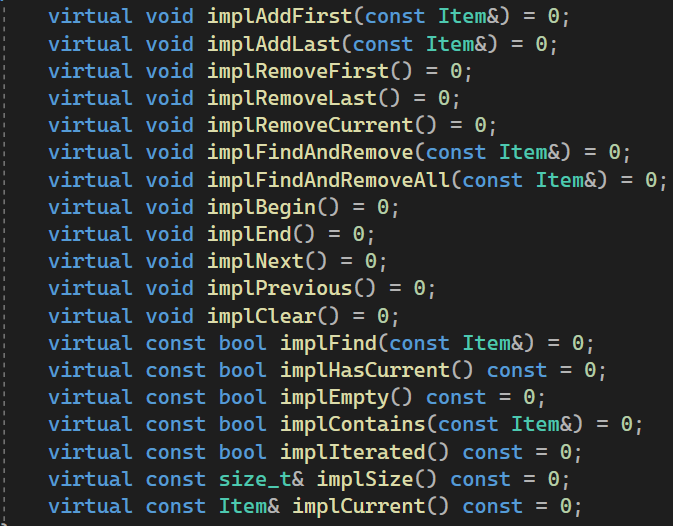 virtual void implAddFirst(const Item&) = 0;
virtual void implAddLast(const Item&) = 0;
virtual void implRemoveFirst() = 0;
virtual void implRemoveLast() = 0;
virtual void implRemoveCurrent() = 0;
virtual void implFindAndRemove(const Item&) = 0;
virtual void implFindAndRemoveAll(const Item&) = 0;
virtual void implBegin() = 0;
virtual void implEnd() = 0;
virtual void implNext() = 0;
virtual void implPrevious() = 0;
virtual void implClear() = 0;
virtual const bool implFind(const Item&) = 0;
virtual const bool implHasCurrent() const = 0;
virtual const bool implEmpty() const = 0;
virtual const bool implContains(const Item&) = 0;
virtual const bool implIterated() const = 0;
virtual const size_t& implSize() const = 0;
virtual const Item& implCurrent() const = 0;